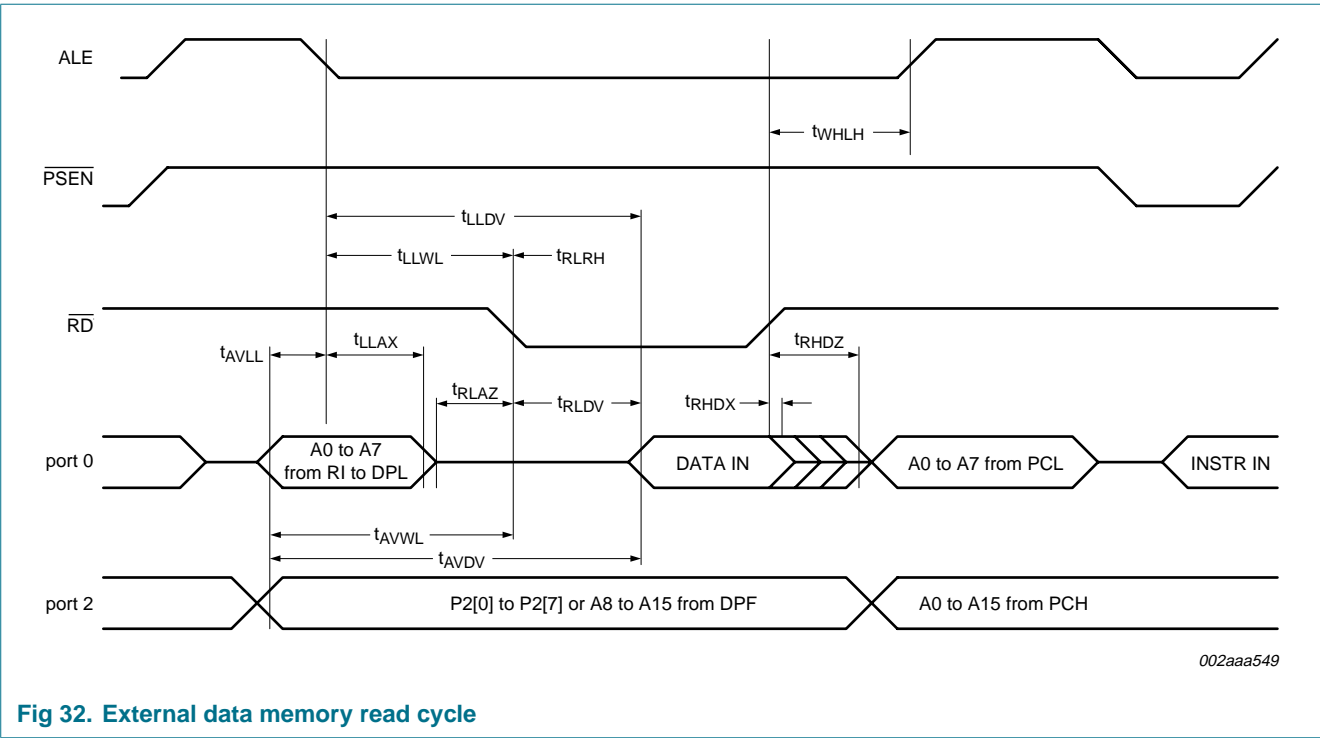 ALE
tWHLH
PSEN
tLLDV
tLLWL
tRLRH
RD
tAVLL
tLLAX
tRHDZ
tRLAZ
tRLDV
tRHDX
port 0
A0 to A7
from RI to DPL
DATA IN
A0 to A7 from PCL
INSTR IN
tAVWL
tAVDV
port 2
P2[0] to P2[7] or A8 to A15 from DPF
A0 to A15 from PCH
002aaa549
Fig 32. External data memory read cycle